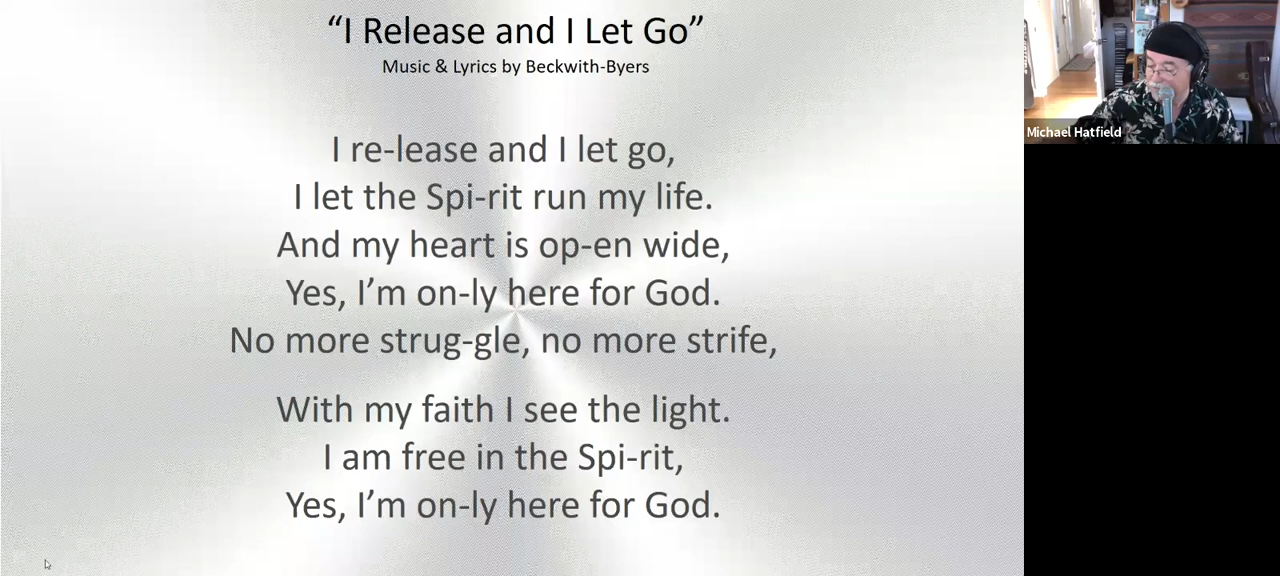 “I Release and I Let Go”
Music & Lyrics by Beckwith-Byers
I re-lease and I let go,
I let the Spi-rit run my life.
And my heart is op-en wide,
Yes, I’m on-ly here for God.
No more strug-gle, no more strife,
With my faith I see the light.
I am free in the Spi-rit,
Yes, I’m on-ly here for God.
Michael Hatfield